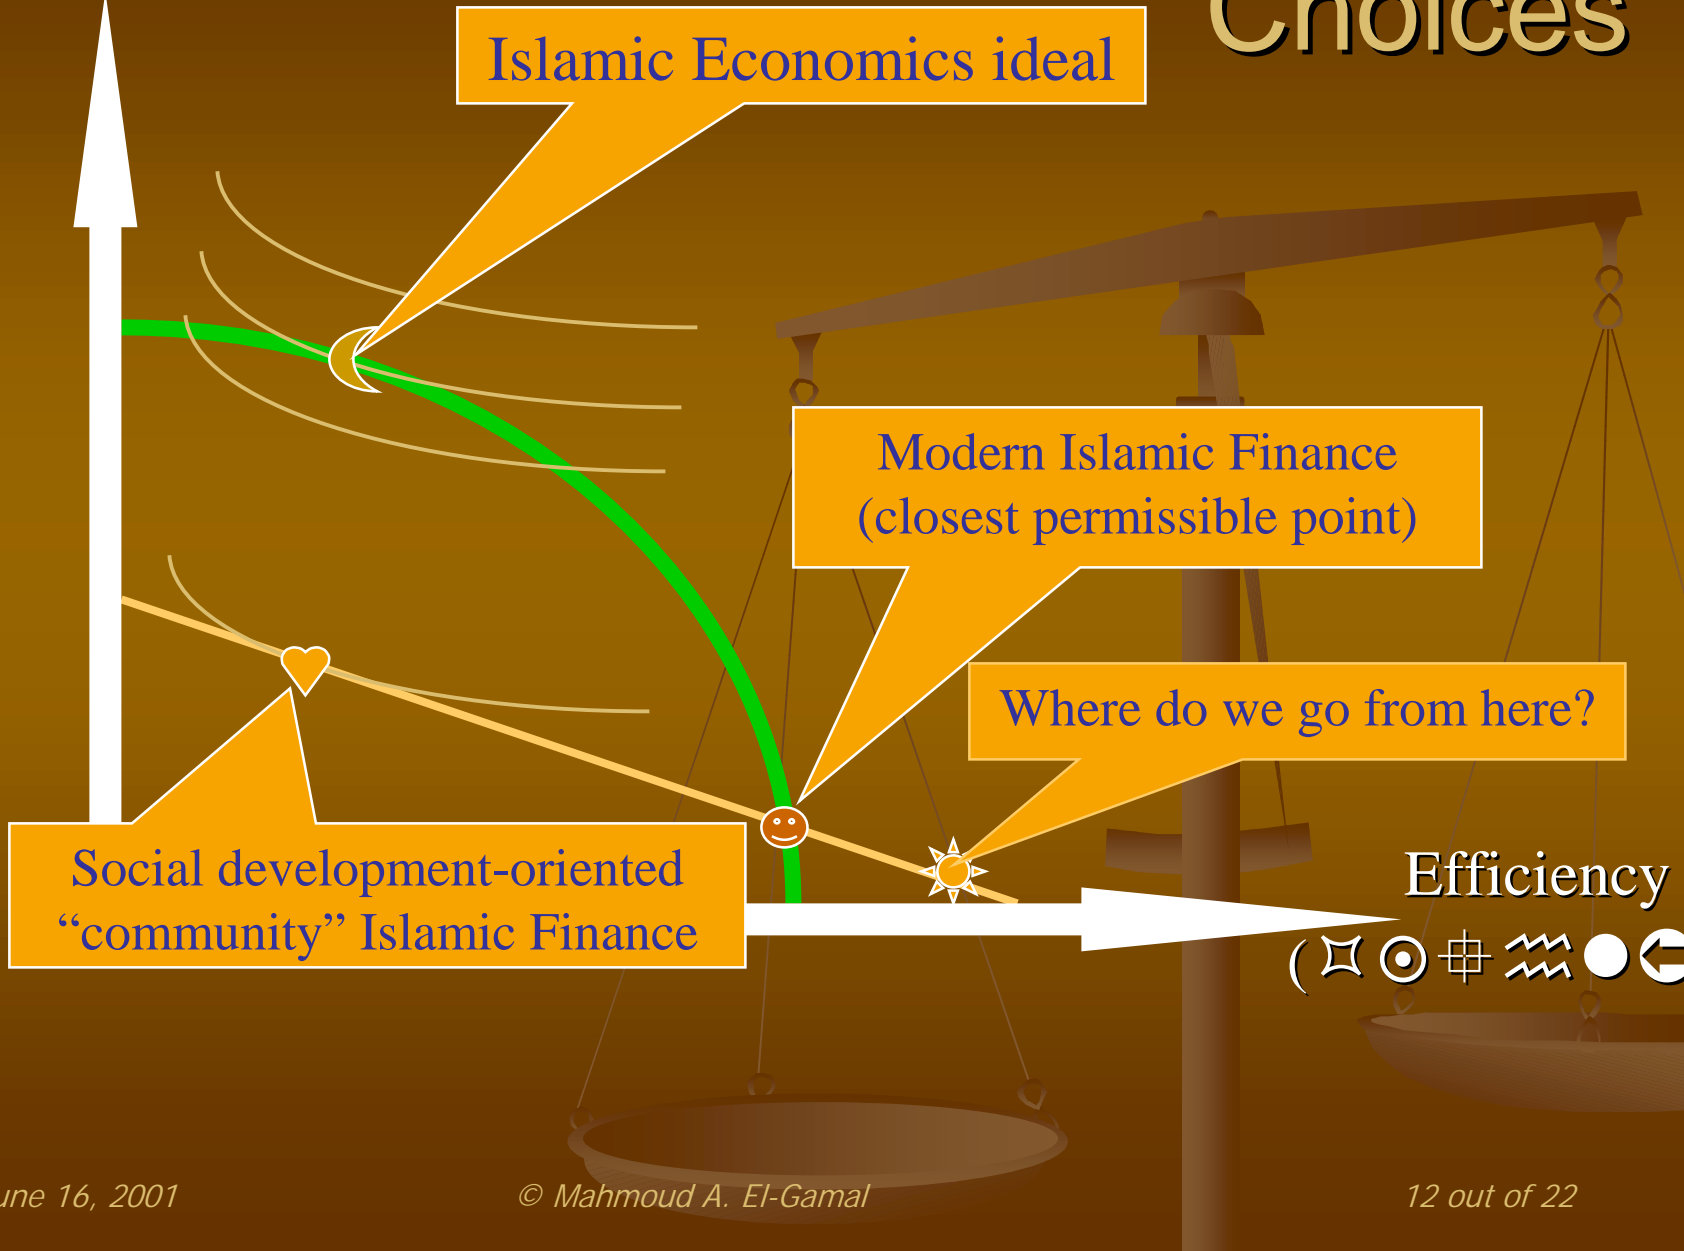 Choices
Islamic Economics ideal
Modern Islamic Finance
(closest permissible point)
Where do we go from here?
Social development-oriented
“community” Islamic Finance
Efficiency
une 16, 2001
© Mahmoud A. El-Gamal
12 out of 22